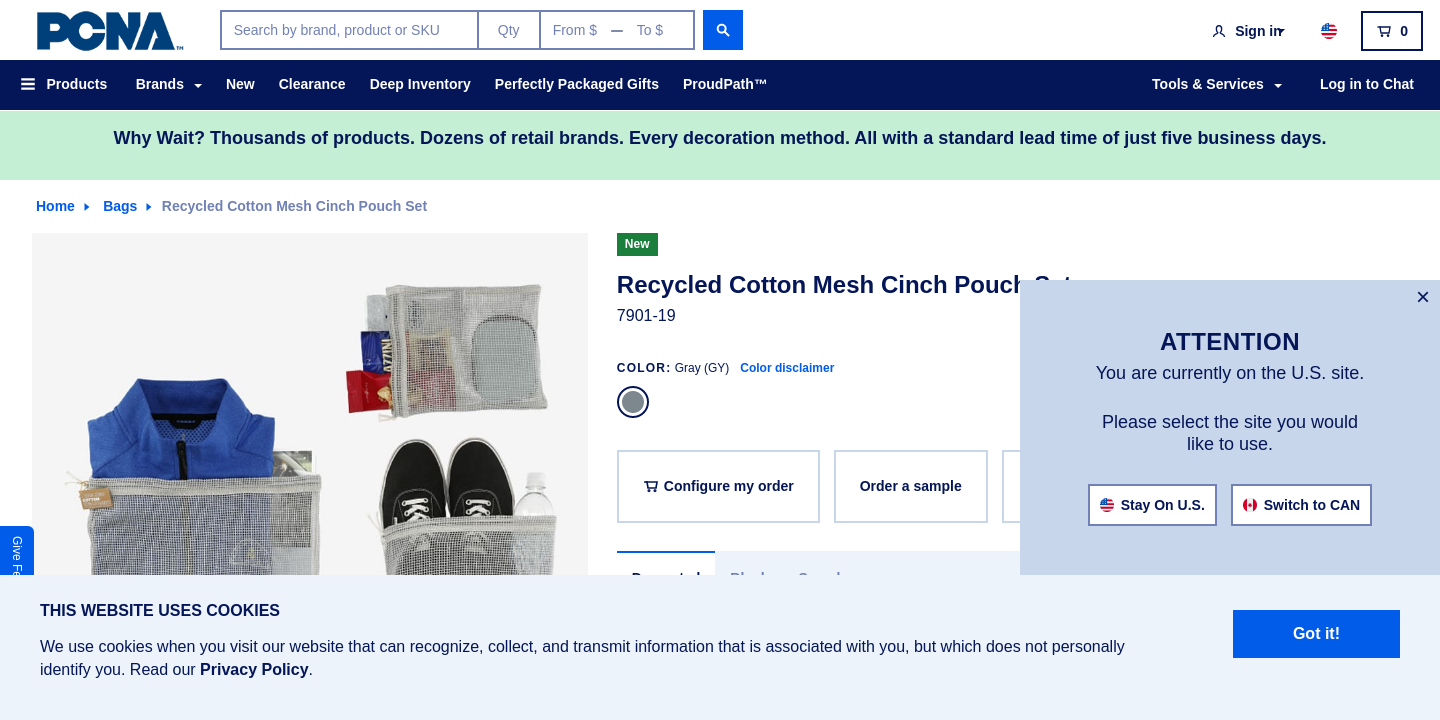 PCNA™
Search by brand, product or SKU
Qty
From $ — To $
Sign in
0
Products
Brands
New
Clearance
Deep Inventory
Perfectly Packaged Gifts
ProudPath™
Tools & Services
Log in to Chat
Why Wait? Thousands of products. Dozens of retail brands. Every decoration method. All with a standard lead time of just five business days.
Home
Bags
Recycled Cotton Mesh Cinch Pouch Set
New
Recycled Cotton Mesh Cinch Pouch Set
7901-19
COLOR: Gray (GY) Color disclaimer
Configure my order
Order a sample
×
ATTENTION
You are currently on the U.S. site.
Please select the site you would
like to use.
Stay On U.S.
Switch to CAN
Give
THIS WEBSITE USES COOKIES
We use cookies when you visit our website that can recognize, collect, and transmit information that is associated with you, but which does not personally
identify you. Read our Privacy Policy.
Got it!